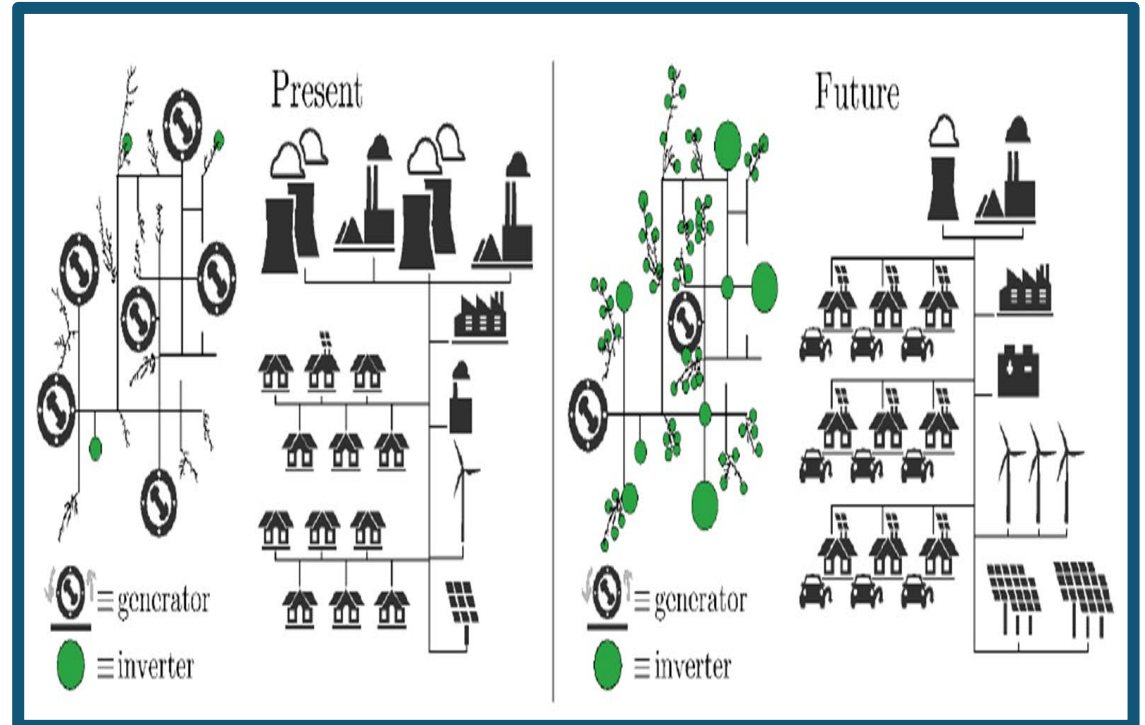 Present
≡ generator
≡ inverter
Future
≡ generator
≡ inverter